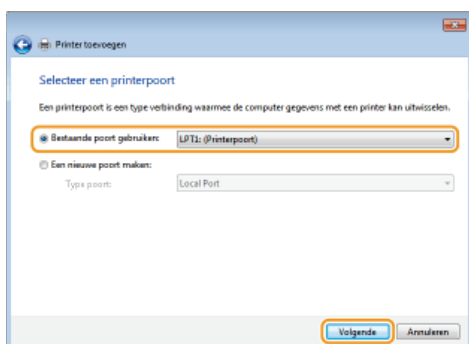 Printer toevoegen
Selecteer een printerpoort
Een printerpoort is een type verbinding waarmee de computer gegevens met een printer kan uitwisselen.
Bestaande poort gebruiken: LPT1: (Printerpoort)
Een nieuwe poort maken:
Type poort: Local Port
Volgende Annuleren